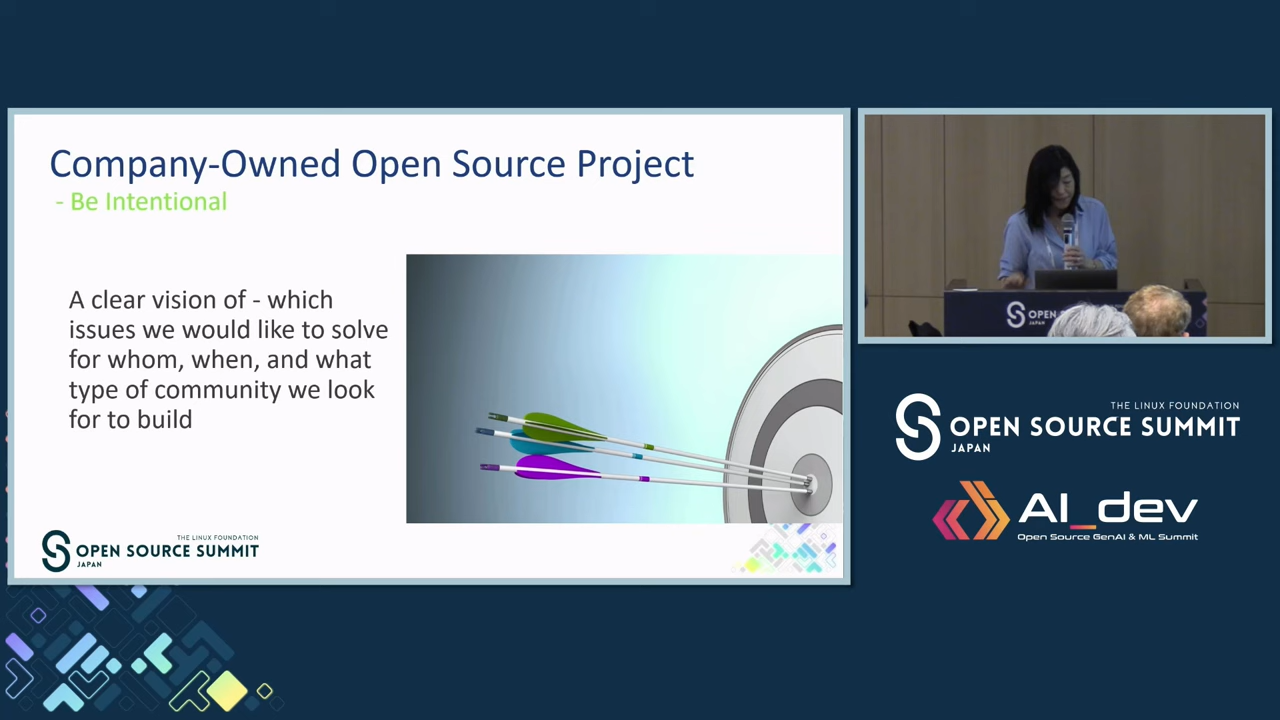 Company-Owned Open Source Project
- Be Intentional
A clear vision of - which
issues we would like to solve
for whom, when, and what
type of community we look
for to build
THE LINUX FOUNDATION
OPEN SOURCE SUMMIT
JAPAN
OPEN
JAPAN
THE LINUX FOUNDATION
OPEN SOURCE SUMMIT
JAPAN
AI_dev
Open Source GenAI & ML Summit